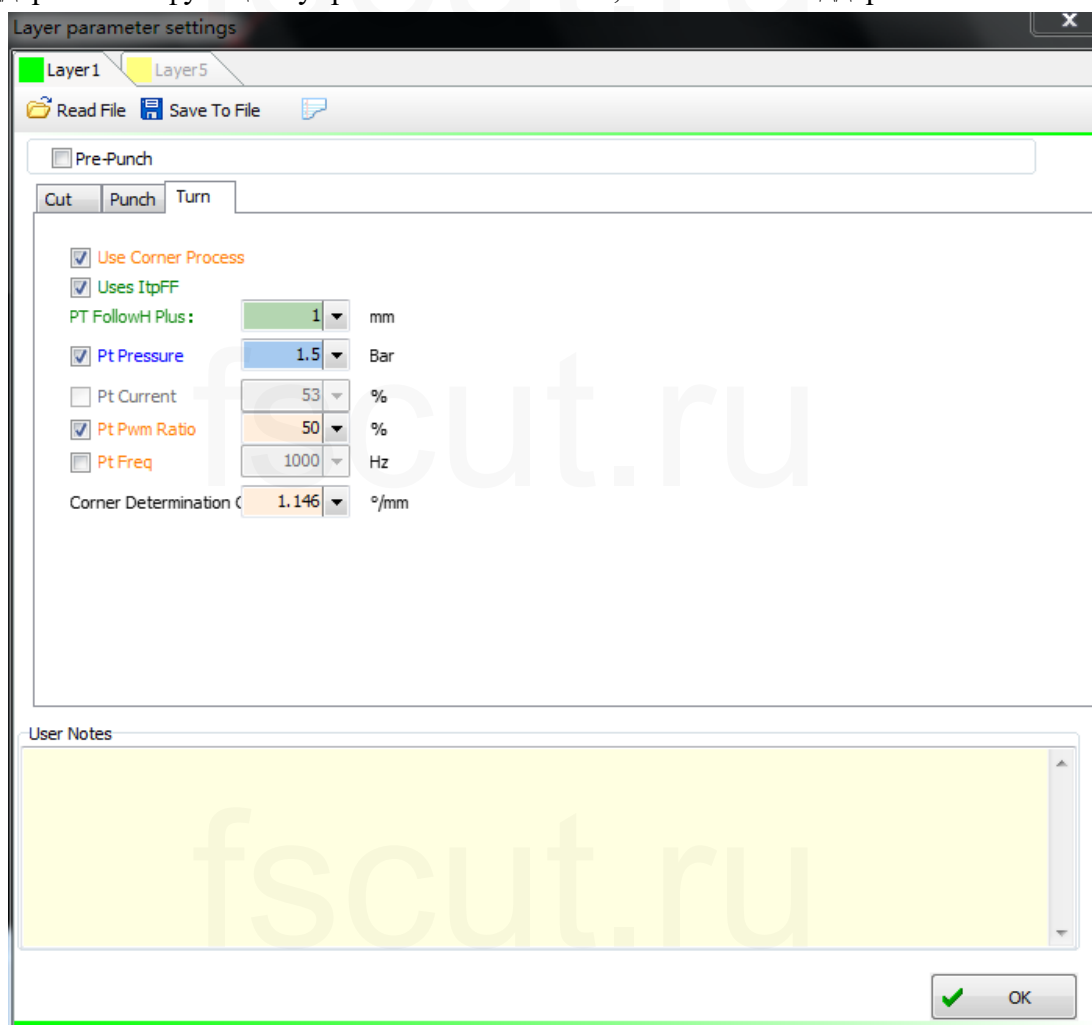 Layer parameter settings
x
Layer1 Layer5
Read File Save To File
Pre-Punch
Cut Punch Turn
Use Corner Process
Uses ItpFF
PT FollowH Plus: 1 mm
Pt Pressure 1.5 Bar
Pt Current 53 %
Pt Pwm Ratio 50 %
Pt Freq 1000 Hz
Corner Determination 1.146 °/mm
fscut.ru
User Notes
fscut.ru
OK